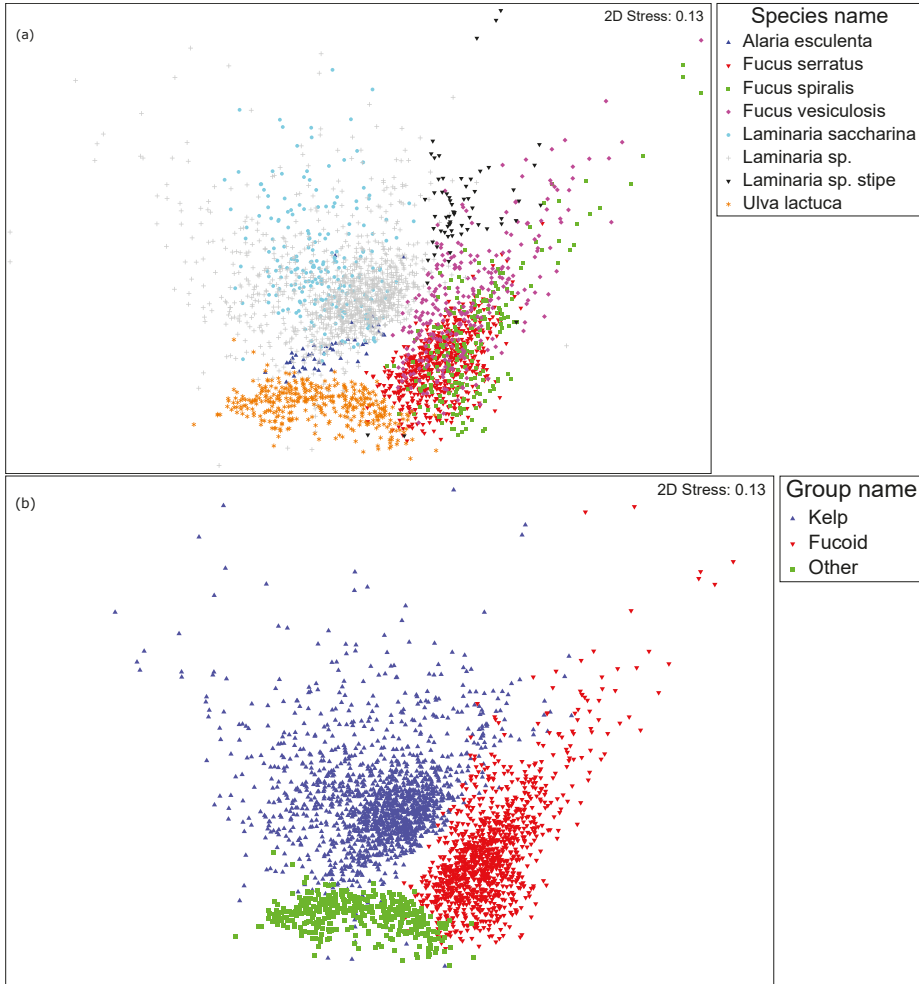 (a)
2D Stress: 0.13
Species name
Alaria esculenta
Fucus serratus
Fucus spiralis
Fucus vesiculosis
Laminaria saccharina
Laminaria sp.
Laminaria sp. stipe
Ulva lactuca
(b)
2D Stress: 0.13
Group name
Kelp
Fucoid
Other